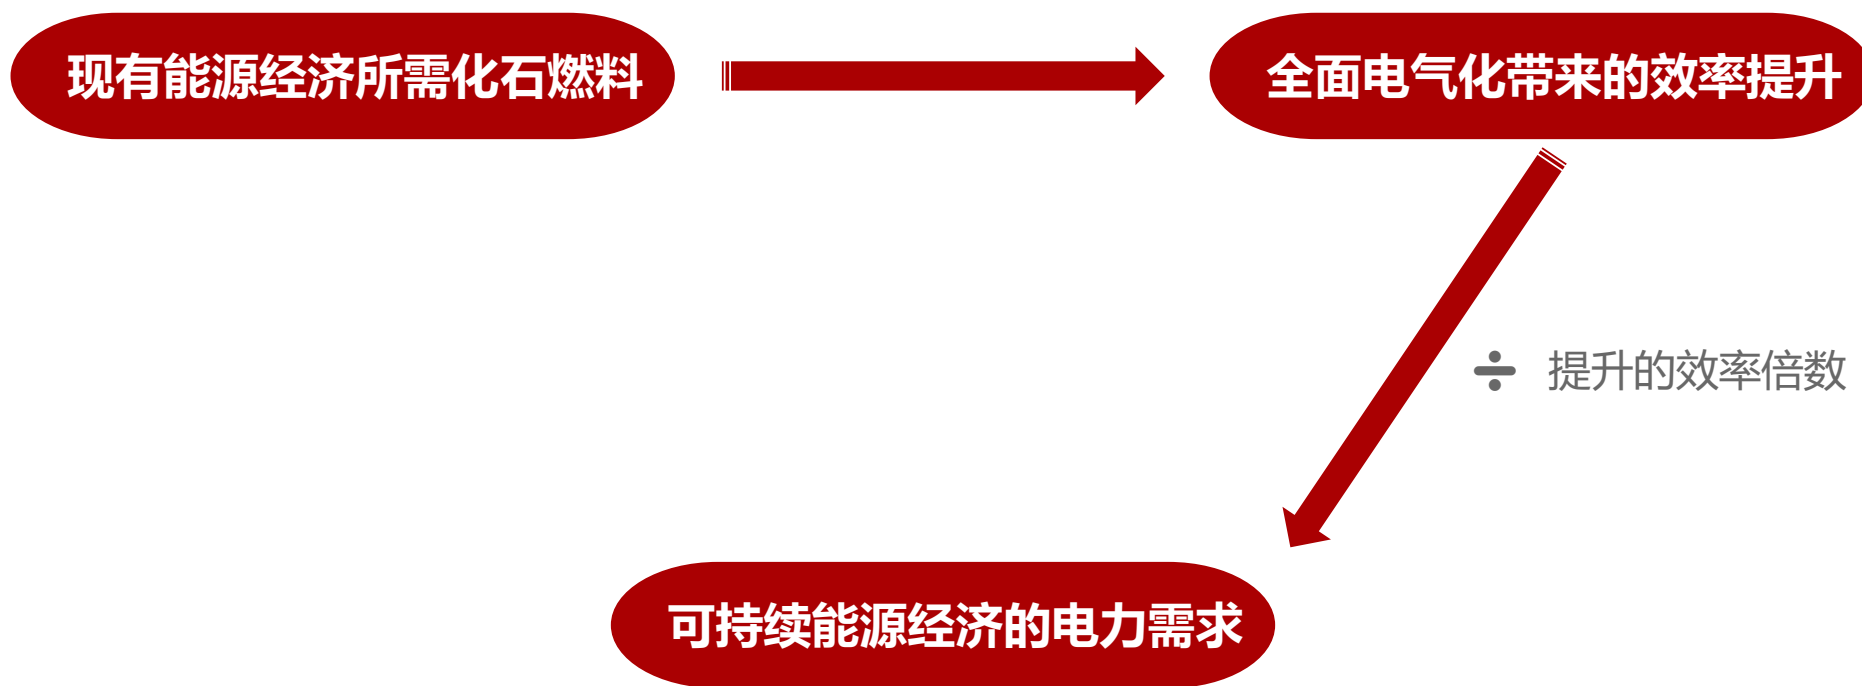 现有能源经济所需化石燃料
全面电气化带来的效率提升
÷ 提升的效率倍数
可持续能源经济的电力需求